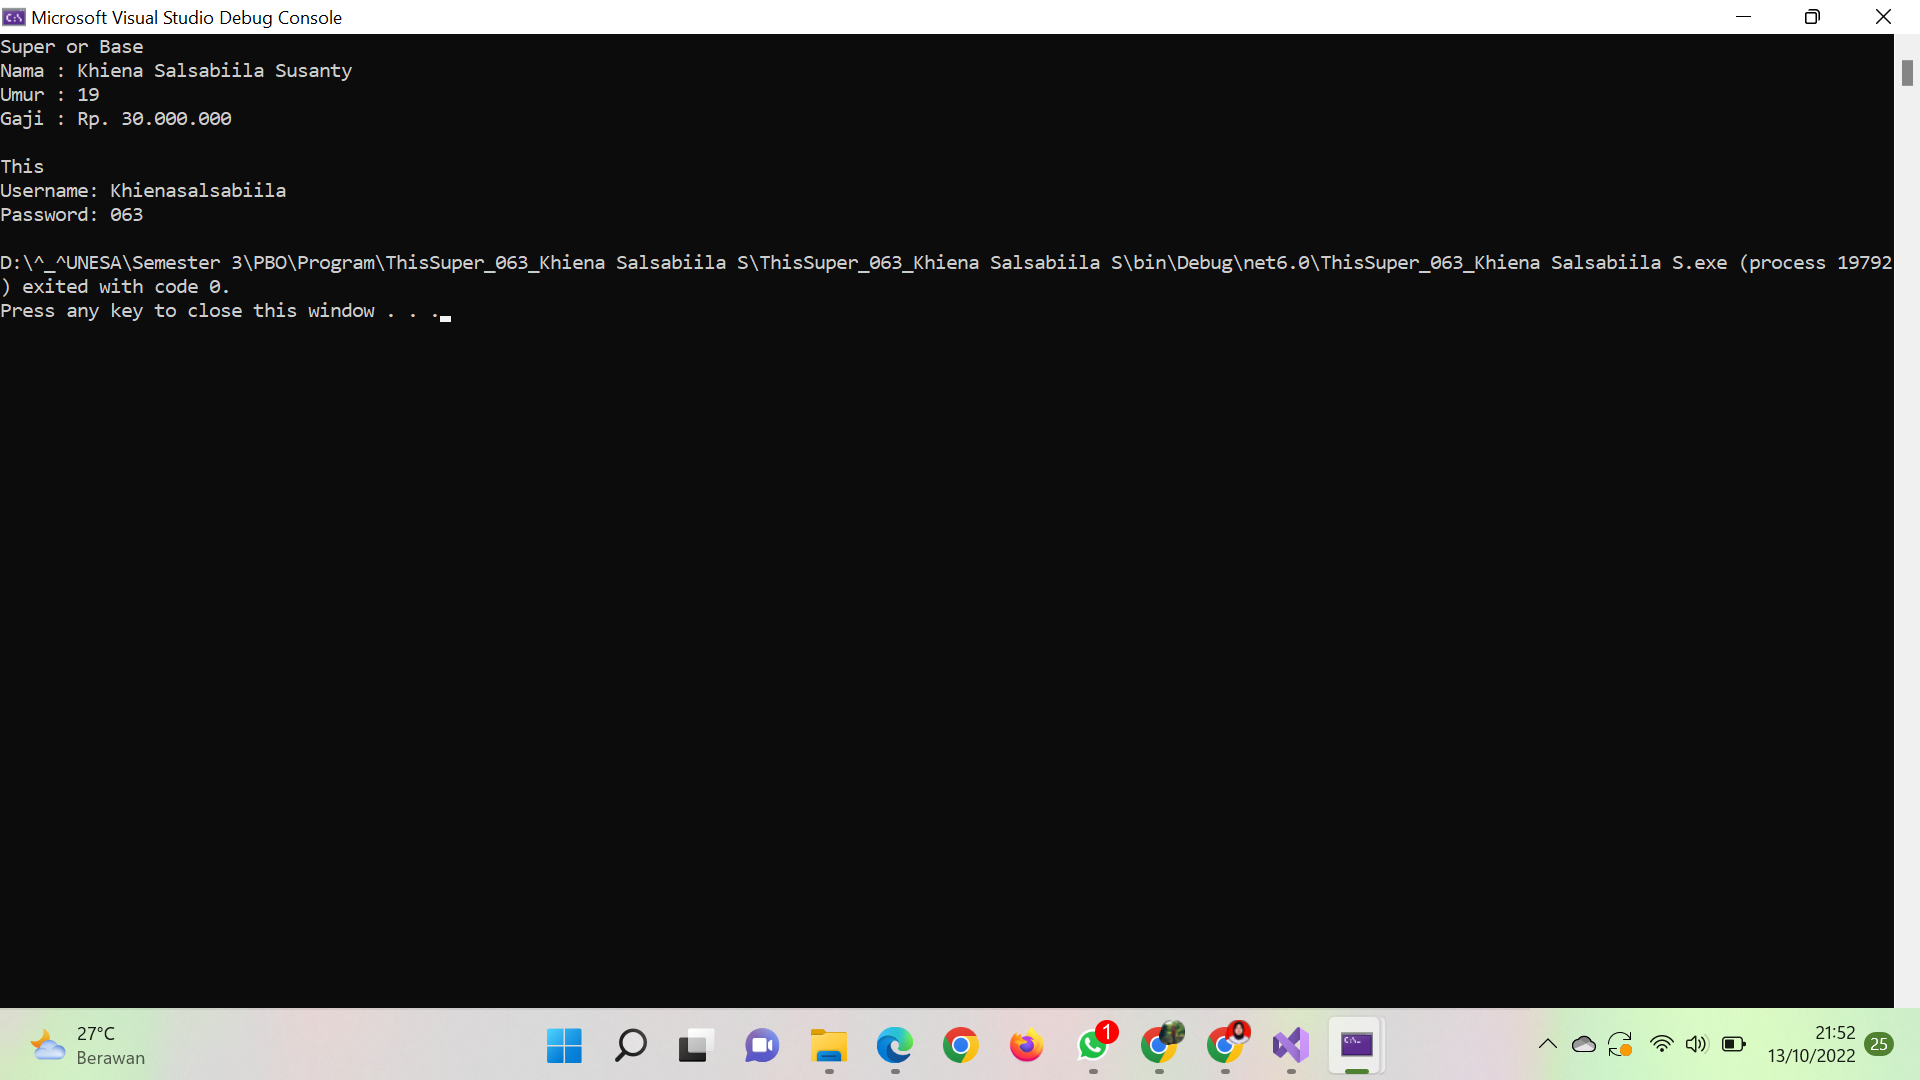 Microsoft Visual Studio Debug Console
Super or Base
Nama : Khiena Salsabiila Susanty
Umur : 19
Gaji : Rp. 30.000.000
This
Username: Khienasalsabiila
Password: 063
D:\^_^UNESA\Semester 3\PBO\Program\ThisSuper_063_Khiena Salsabiila S\ThisSuper_063_Khiena Salsabiila S\bin\Debug\net6.0\ThisSuper_063_Khiena Salsabiila S.exe (process 19792
) exited with code 0.
Press any key to close this window . . .
27°C
Berawan
1
21:52
13/10/2022
25